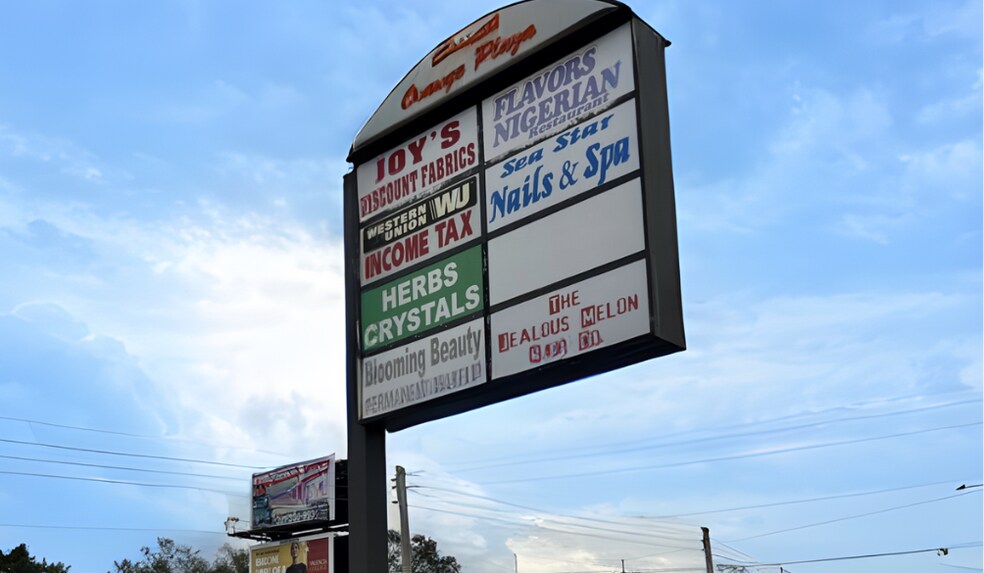 Orange Plaza
JOY'S
DISCOUNT FABRICS
WESTERN
UNION WU
INCOME TAX
HERBS
CRYSTALS
Blooming Beauty
FLAVORS
NIGERIAN
Restaurant
Sea Star
Nails & Spa
THE
JEALOUS MELON